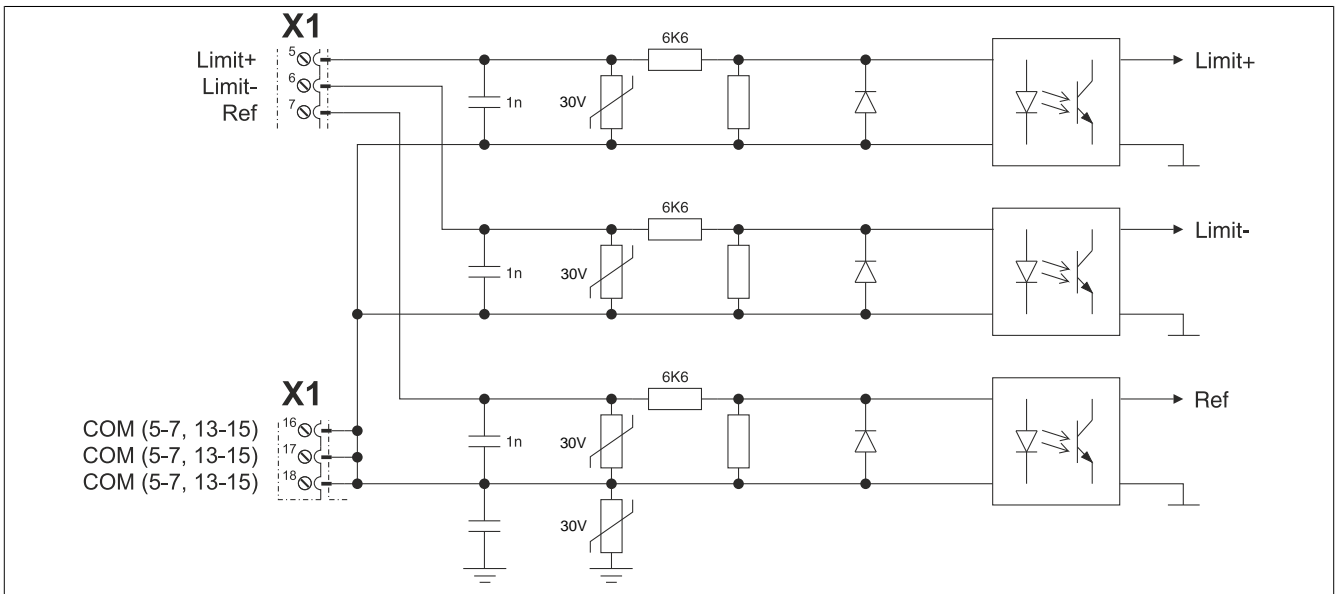 X1
5
Limit+
6
Limit-
7
Ref
6K6
1n
30V
Limit+
6K6
1n
30V
Limit-
X1
16
COM (5-7, 13-15)
17
COM (5-7, 13-15)
18
COM (5-7, 13-15)
6K6
1n
30V
Ref
30V